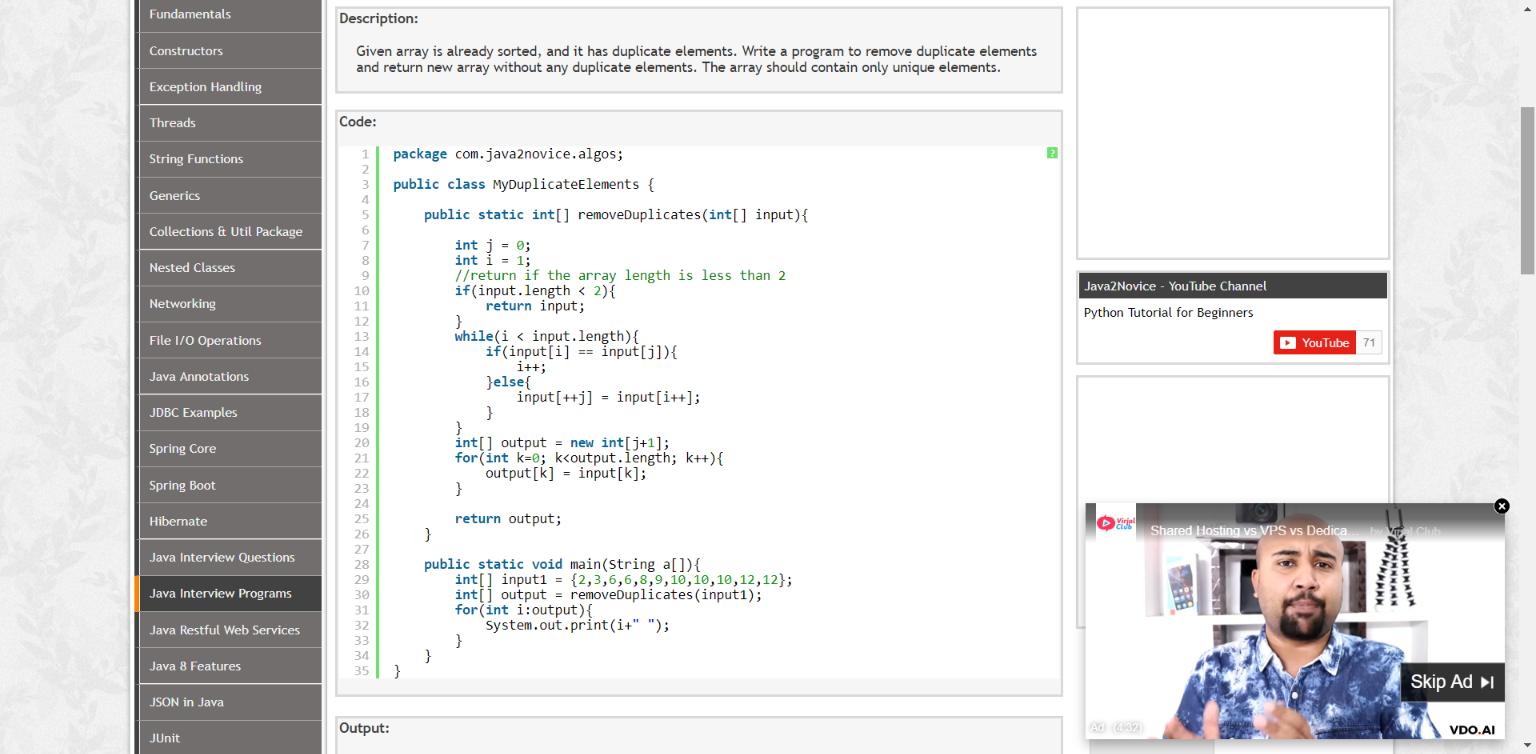 Fundamentals
Constructors
Exception Handling
Threads
String Functions
Generics
Collections & Util Package
Nested Classes
Networking
File I/O Operations
Java Annotations
JDBC Examples
Spring Core
Spring Boot
Hibernate
Java Interview Questions
Java Interview Programs
Java Restful Web Services
Java 8 Features
JSON in Java
JUnit
Description:
Given array is already sorted, and it has duplicate elements. Write a program to remove duplicate elements
and return new array without any duplicate elements. The array should contain only unique elements.
Code:
?
1 package com.java2novice.algos;
2
3 public class MyDuplicateElements {
4
5     public static int[] removeDuplicates(int[] input){
6
7         int j = 0;
8         int i = 1;
9         //return if the array length is less than 2
10         if(input.length < 2){
11             return input;
12         }
13         while(i < input.length){
14             if(input[i] == input[j]){
15                 i++;
16             }else{
17                 input[++j] = input[i++];
18             }
19         }
20         int[] output = new int[j+1];
21         for(int k=0; k<output.length; k++){
22             output[k] = input[k];
23         }
24
25         return output;
26     }
27
28     public static void main(String a[]){
29         int[] input1 = {2,3,6,6,8,9,10,10,10,12,12};
30         int[] output = removeDuplicates(input1);
31         for(int i:output){
32             System.out.print(i+" ");
33         }
34     }
35 }
Output:
Java2Novice - YouTube Channel
Python Tutorial for Beginners
YouTube 71
Virjal Club
Shared Hosting vs VPS vs Dedica... by Virjal Club
Skip Ad
Ad (4:32)
VDO.AI